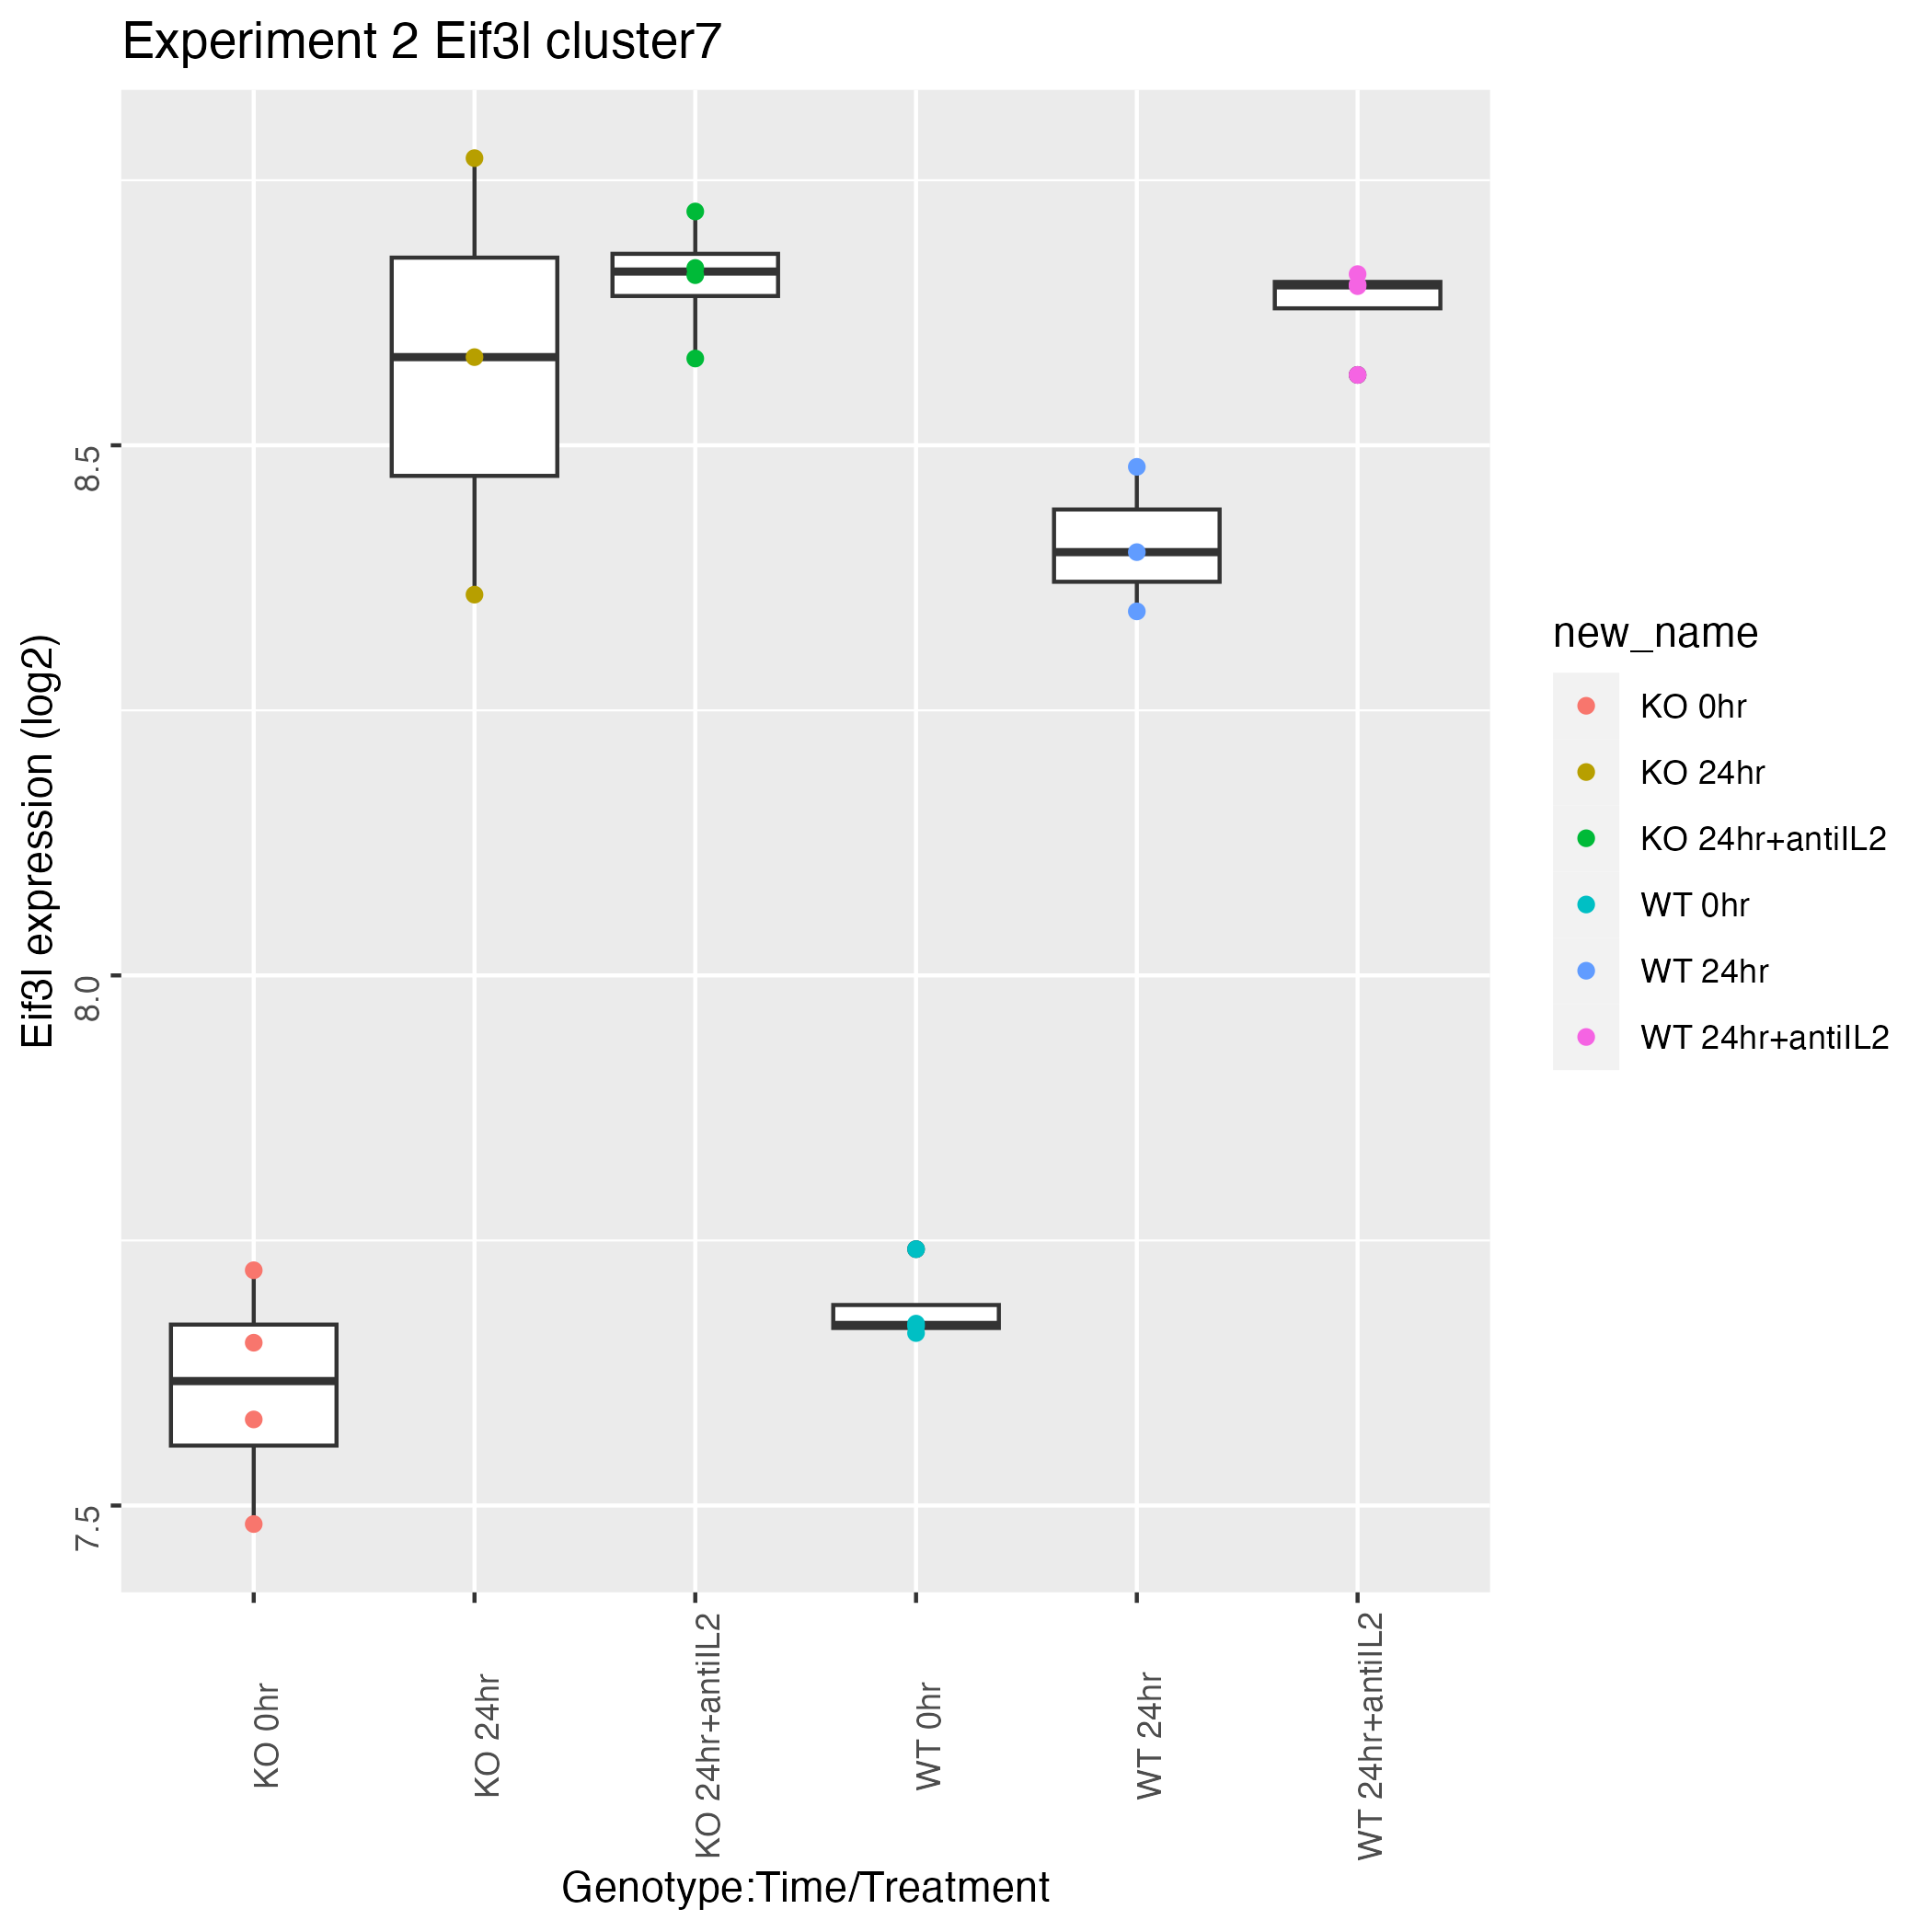 Experiment 2 Eif3l cluster7
Eif3l expression (log2)
8.5
8.0
7.5
KO 0hr
KO 24hr
KO 24hr+antiIL2
WT 0hr
WT 24hr
WT 24hr+antiIL2
Genotype:Time/Treatment
new_name
KO 0hr
KO 24hr
KO 24hr+antiIL2
WT 0hr
WT 24hr
WT 24hr+antiIL2